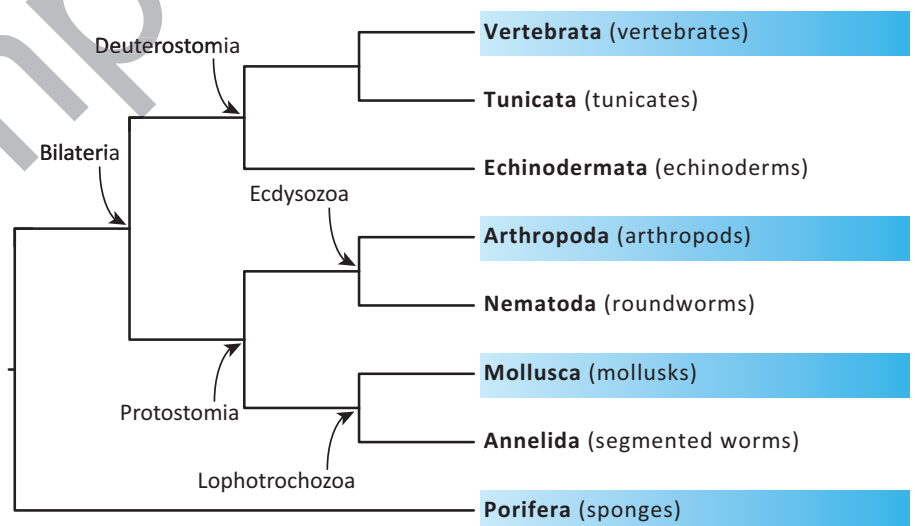 Vertebrata (vertebrates)
Deuterostomia
Tunicata (tunicates)
Bilateria
Echinodermata (echinoderms)
Ecdysozoa
Arthropoda (arthropods)
Nematoda (roundworms)
Mollusca (mollusks)
Protostomia
Annelida (segmented worms)
Lophotrochozoa
Porifera (sponges)